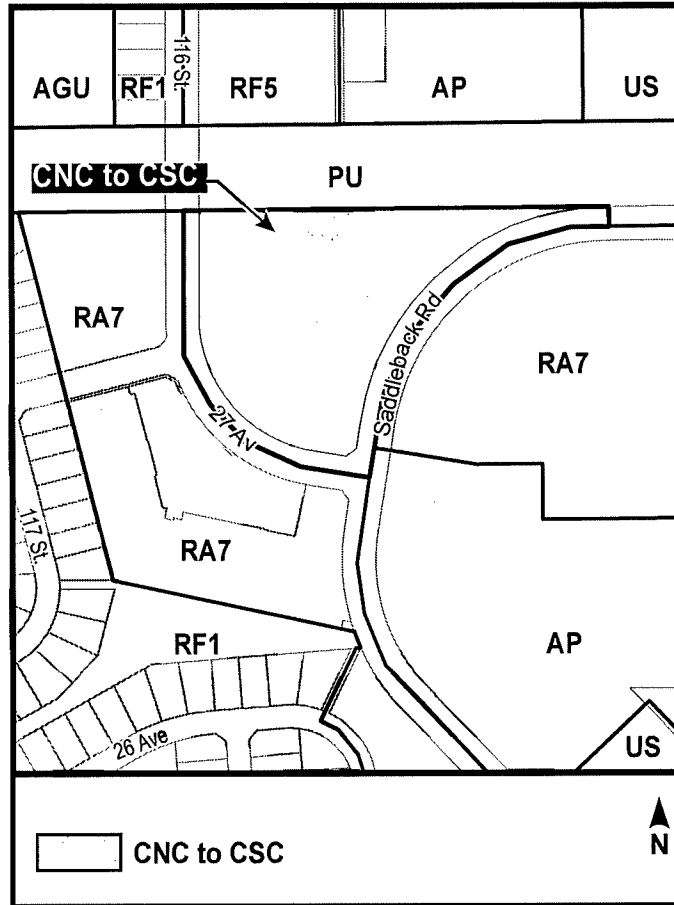 AGU
RF1
116 St.
RF5
AP
US
CNC to CSC
PU
RA7
Saddleback Rd
RA7
27 Av
117 St.
RA7
RF1
AP
26 Ave
US
CNC to CSC
N